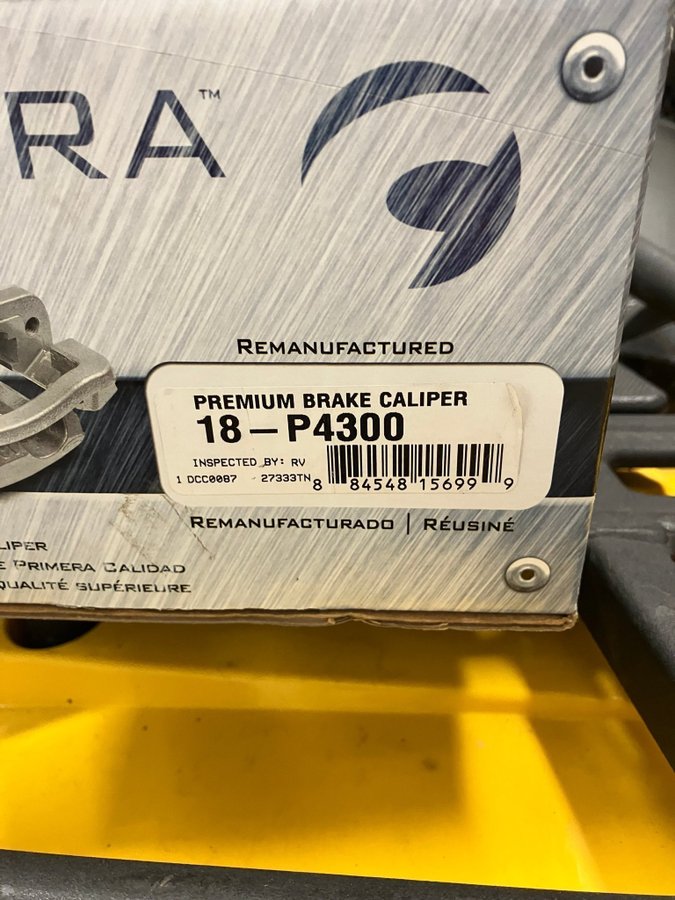 RA™
REMANUFACTURED
PREMIUM BRAKE CALIPER
18-P4300
INSPECTED BY: RV
1 DCC0087 27333TN
8 84548 15699 9
REMANUFACTURADO | RÉUSINÉ
LIPER
E PRIMERA CALIDAD
QUALITÉ SUPÉRIEURE